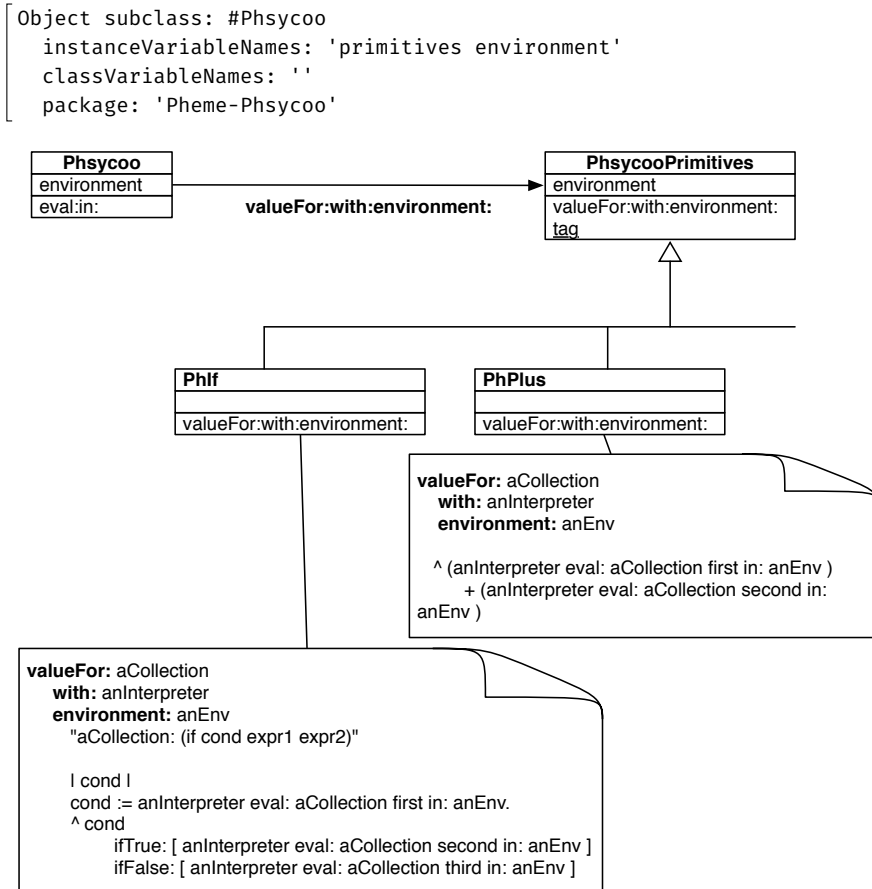 Object subclass: #Phsycoo
instanceVariableNames: 'primitives environment'
classVariableNames: ''
package: 'Pheme-Phsycoo'
Phsycoo
environment
eval:in:
valueFor:with:environment:
PhsycooPrimitives
environment
valueFor:with:environment:
tag
PhIf
valueFor:with:environment:
PhPlus
valueFor:with:environment:
valueFor: aCollection
with: anInterpreter
environment: anEnv
^ (anInterpreter eval: aCollection first in: anEnv )
+ (anInterpreter eval: aCollection second in:
anEnv )
valueFor: aCollection
with: anInterpreter
environment: anEnv
"aCollection: (if cond expr1 expr2)"
| cond |
cond := anInterpreter eval: aCollection first in: anEnv.
^ cond
ifTrue: [ anInterpreter eval: aCollection second in: anEnv ]
ifFalse: [ anInterpreter eval: aCollection third in: anEnv ]